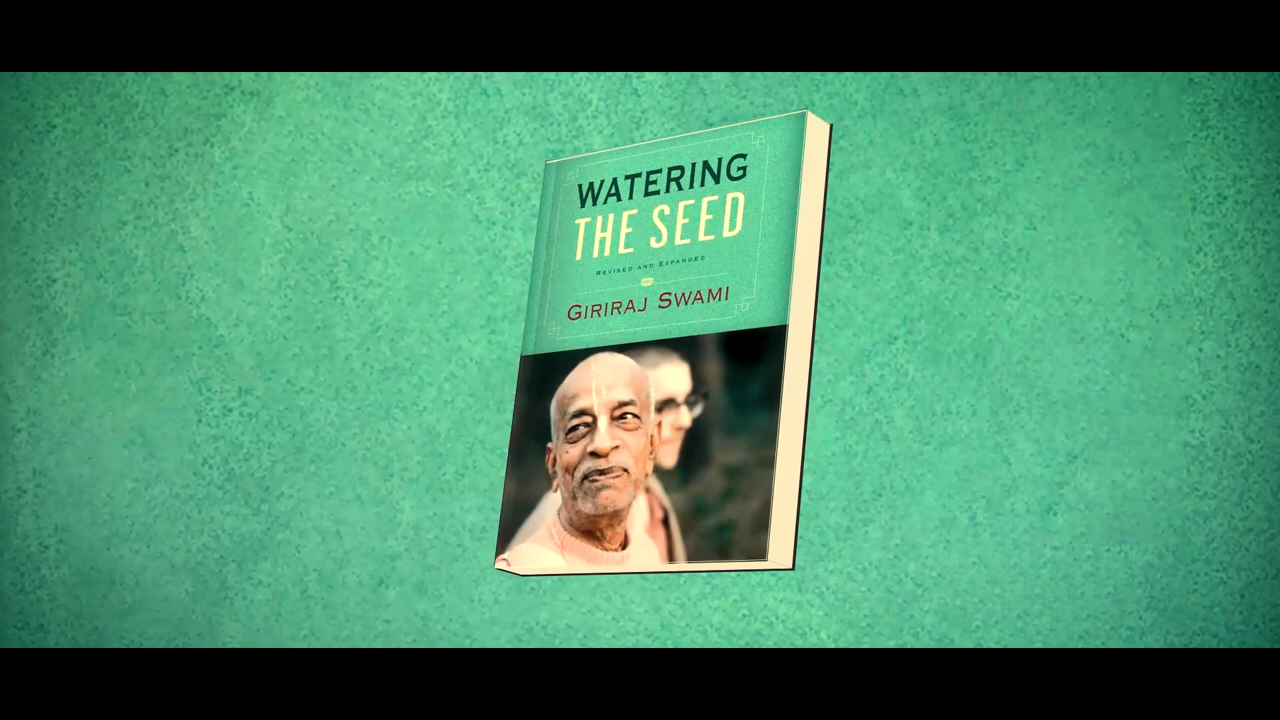 WATERING
THE SEED
REVISED AND EXPANDED
GIRIRAJ SWAMI